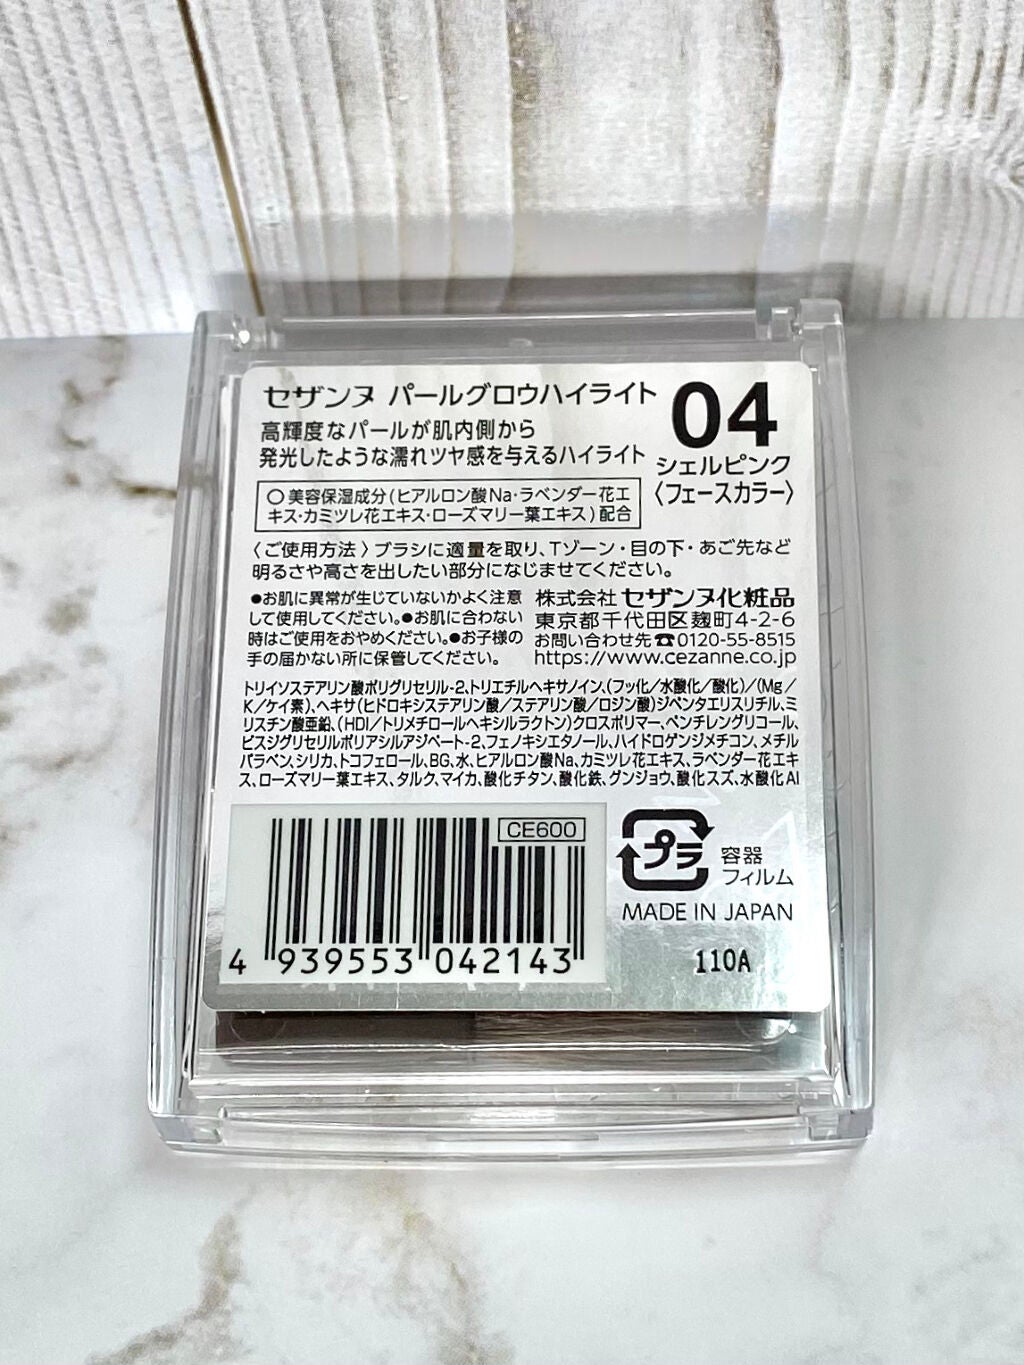 セザンヌ パールグロウハイライト
04
高輝度なパールが肌内側から
発光したような濡れツヤ感を与えるハイライト
シェルピンク
〈フェースカラー〉
○美容保湿成分(ヒアルロン酸Na・ラベンダー花エ
キス・カミツレ花エキス・ローズマリー葉エキス)配合
〈ご使用方法〉ブラシに適量を取り、Tゾーン・目の下・あご先など
明るさや高さを出したい部分になじませてください。
●お肌に異常が生じていないかよく注意
して使用してください。●お肌に合わない
時はご使用をおやめください。●お子様の
手の届かない所に保管してください。
株式会社 セザンヌ化粧品
東京都千代田区麹町4-2-6
お問い合わせ先☎0120-55-8515
https://www.cezanne.co.jp
トリイソステアリン酸ポリグリセリル-2、トリエチルヘキサノイン、(フッ化/水酸化/酸化)/(Mg/
K/ケイ素)、ヘキサ(ヒドロキシステアリン酸/ステアリン酸/ロジン酸)ジペンタエリスリチル、ミ
リスチン酸亜鉛、(HDI/トリメチロールヘキシルラクトン)クロスポリマー、ペンチレングリコール、
ビスジグリセリルポリアシルアジペート-2、フェノキシエタノール、ハイドロゲンジメチコン、メチル
パラベン、シリカ、トコフェロール、BG、水、ヒアルロン酸Na、カミツレ花エキス、ラベンダー花エキ
ス、ローズマリー葉エキス、タルク、マイカ、酸化チタン、酸化鉄、グンジョウ、酸化スズ、水酸化Al
CE600
4 939553 042143
プラ
容器
フィルム
MADE IN JAPAN
110A